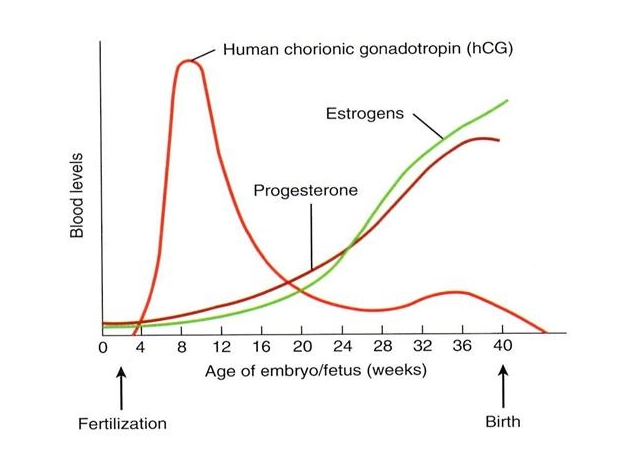 Human chorionic gonadotropin (hCG)
Estrogens
Progesterone
Blood levels
0 4 8 12 16 20 24 28 32 36 40
Age of embryo/fetus (weeks)
Fertilization
Birth